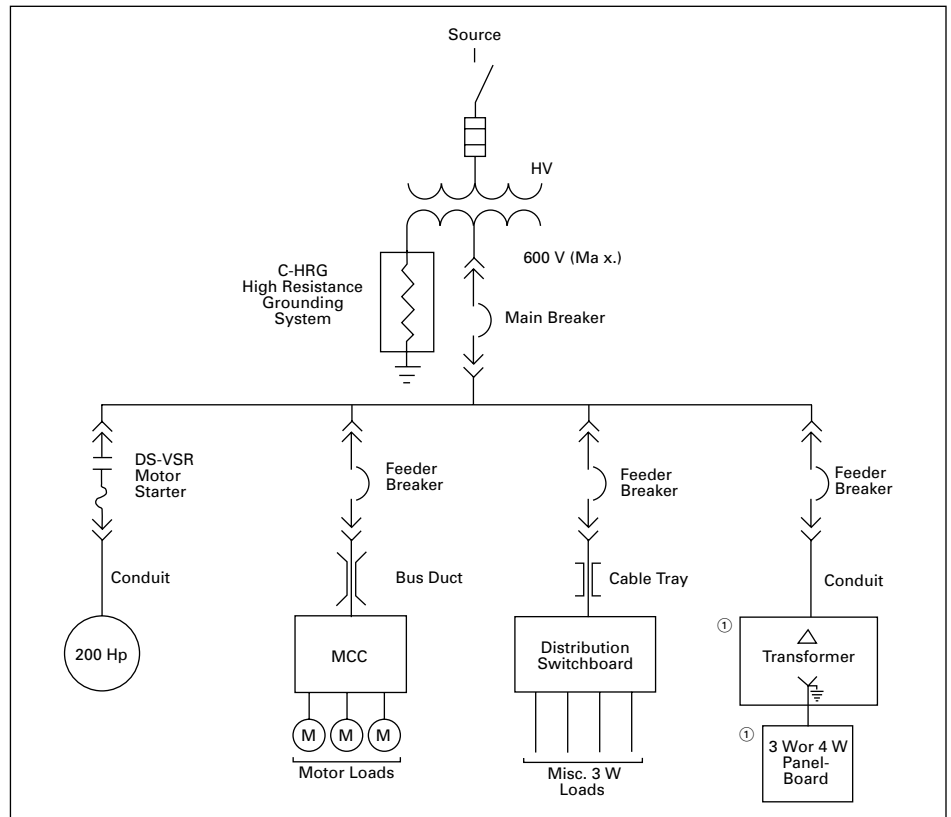 Source
HV
600 V (Ma x.)
C-HRG
High Resistance
Grounding
System
Main Breaker
DS-VSR
Motor
Starter
Feeder
Breaker
Feeder
Breaker
Feeder
Breaker
Conduit
Bus Duct
Cable Tray
Conduit
200 Hp
MCC
Distribution
Switchboard
①
Transformer
M
M
M
Motor Loads
Misc. 3 W
Loads
①
3 Wor 4 W
Panel-
Board